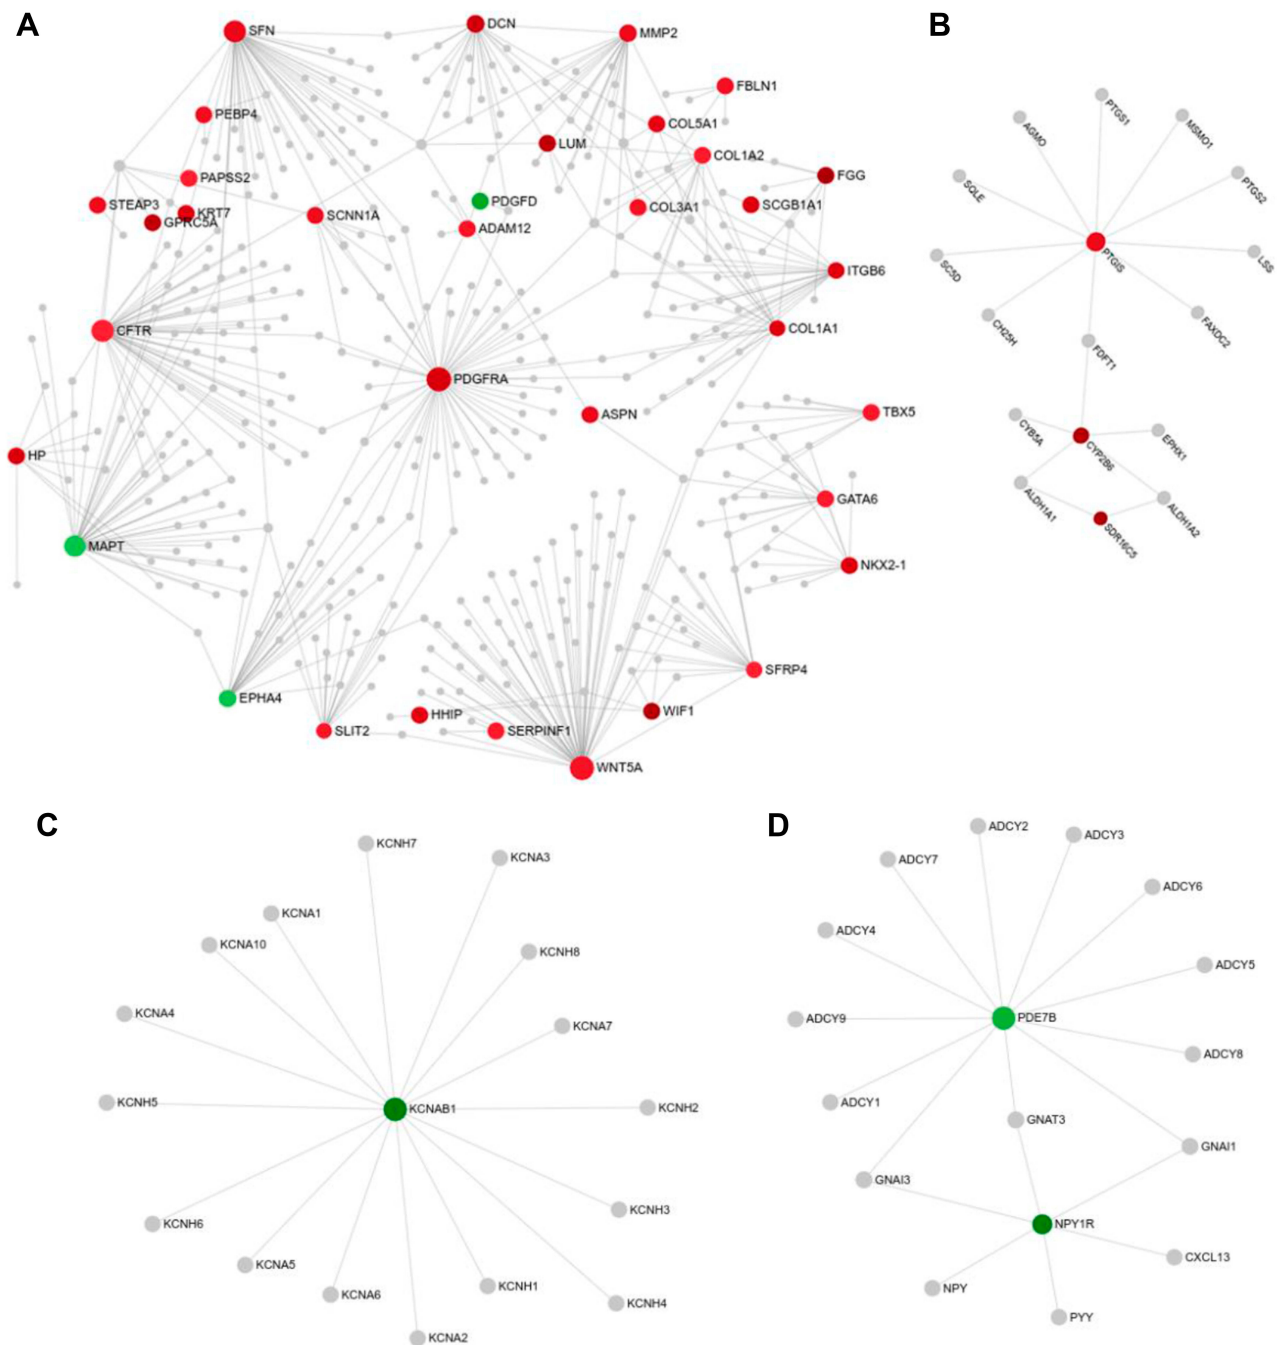 A
SFN
DCN
MMP2
FBLN1
PEBP4
COL5A1
LUM
COL1A2
PAPSS2
FGG
STEAP3
KRT7
GPRC5A
SCNN1A
PDGFD
ADAM12
COL3A1
SCGB1A1
ITGB6
CFTR
COL1A1
PDGFRA
ASPN
TBX5
HP
GATA6
MAPT
NKX2-1
EPHA4
SFRP4
SLIT2
HHIP
SERPINF1
WIF1
WNT5A
B
PTGS1
AGMO
MSMO1
SQLE
PTGS2
PTGIS
SC5D
LSS
CH25H
FAXDC2
FDFT1
CYB5A
CYP2B6
EPHX1
ALDH1A1
ALDH1A2
SDR16C5
C
KCNH7
KCNA3
KCNA1
KCNA10
KCNH8
KCNA4
KCNA7
KCNH5
KCNAB1
KCNH2
KCNH6
KCNH3
KCNA5
KCNA6
KCNH1
KCNH4
KCNA2
D
ADCY2
ADCY3
ADCY7
ADCY6
ADCY4
ADCY5
ADCY9
PDE7B
ADCY8
ADCY1
GNAT3
GNAI1
GNAI3
NPY1R
CXCL13
NPY
PYY